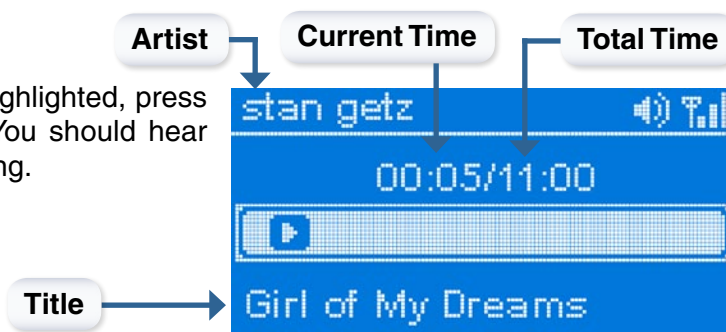 Artist
Current Time
Total Time
ghlighted, press
You should hear
ng.
stan getz
00:05/11:00
Title
Girl of My Dreams